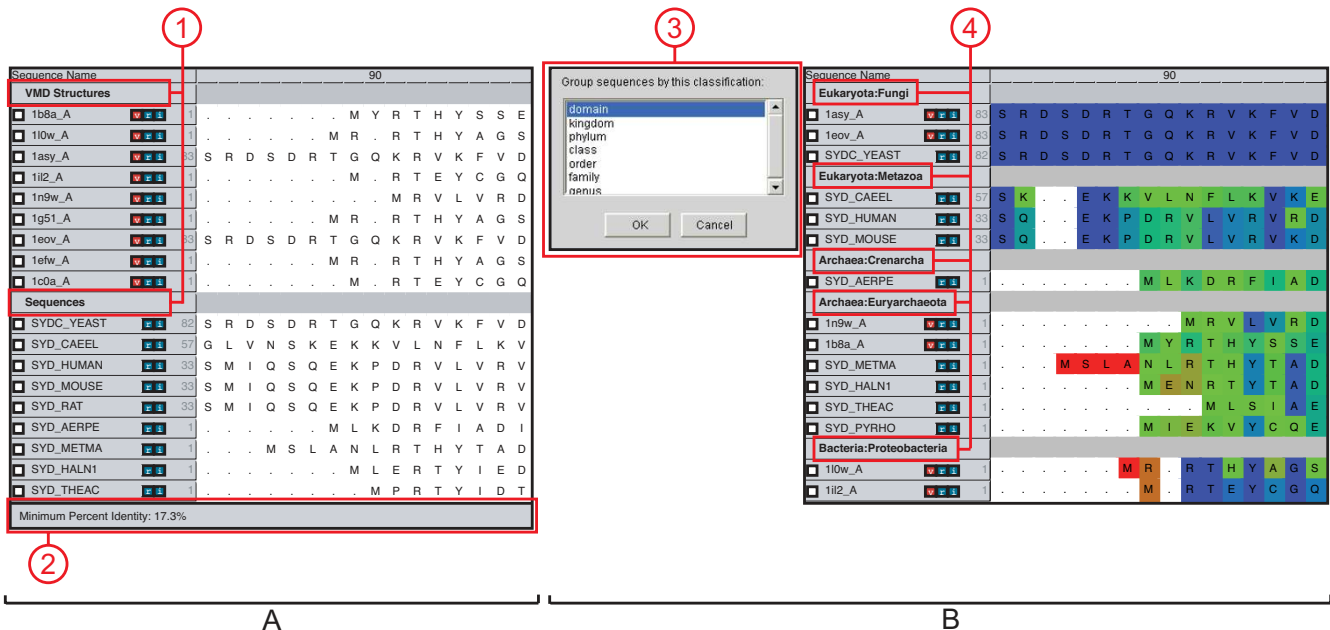 1
3
4
Sequence Name 90
VMD Structures
1b8a_A v r i 1 . . . . . . . M Y R T H Y S S E
1l0w_A v r i 1 . . . . . . M R . R T H Y A G S
1asy_A v r i 83 S R D S D R T G Q K R V K F V D
1il2_A v r i 1 . . . . . . . M . R T E Y C G Q
1n9w_A v r i 1 . . . . . . . . . M R V L V R D
1g51_A v r i 1 . . . . . . M R . R T H Y A G S
1eov_A v r i 83 S R D S D R T G Q K R V K F V D
1efw_A v r i 1 . . . . . . M R . R T H Y A G S
1c0a_A v r i 1 . . . . . . . M . R T E Y C G Q
Sequences
SYDC_YEAST r i 82 S R D S D R T G Q K R V K F V D
SYD_CAEEL r i 57 G L V N S K E K K V L N F L K V
SYD_HUMAN r i 33 S M I Q S Q E K P D R V L V R V
SYD_MOUSE r i 33 S M I Q S Q E K P D R V L V R V
SYD_RAT r i 33 S M I Q S Q E K P D R V L V R V
SYD_AERPE r i 1 . . . . . . M L K D R F I A D I
SYD_METMA r i 1 . . . M S L A N L R T H Y T A D
SYD_HALN1 r i 1 . . . . . . . M L E R T Y I E D
SYD_THEAC r i 1 . . . . . . . . M P R T Y I D T
Minimum Percent Identity: 17.3%
2
A
Group sequences by this classification:
domain
kingdom
phylum
class
order
family
genus
OK Cancel
Sequence Name 90
Eukaryota:Fungi
1asy_A v r i 83 S R D S D R T G Q K R V K F V D
1eov_A v r i 83 S R D S D R T G Q K R V K F V D
SYDC_YEAST r i 82 S R D S D R T G Q K R V K F V D
Eukaryota:Metazoa
SYD_CAEEL r i 57 S K . . E K K V L N F L K V K E
SYD_HUMAN r i 33 S Q . . E K P D R V L V R V R D
SYD_MOUSE r i 33 S Q . . E K P D R V L V R V K D
Archaea:Crenarcha
SYD_AERPE r i 1 . . . . . . . M L K D R F I A D
Archaea:Euryarchaeota
1n9w_A v r i 1 . . . . . . . . . M R V L V R D
1b8a_A v r i 1 . . . . . . . M Y R T H Y S S E
SYD_METMA r i 1 . . . M S L A N L R T H Y T A D
SYD_HALN1 r i 1 . . . . . . . M E N R T Y T A D
SYD_THEAC r i 1 . . . . . . . . . . M L S I A E
SYD_PYRHO r i 1 . . . . . . . M I E K V Y C Q E
Bacteria:Proteobacteria
1l0w_A v r i 1 . . . . . . M R . R T H Y A G S
1il2_A v r i 1 . . . . . . . M . R T E Y C G Q
B